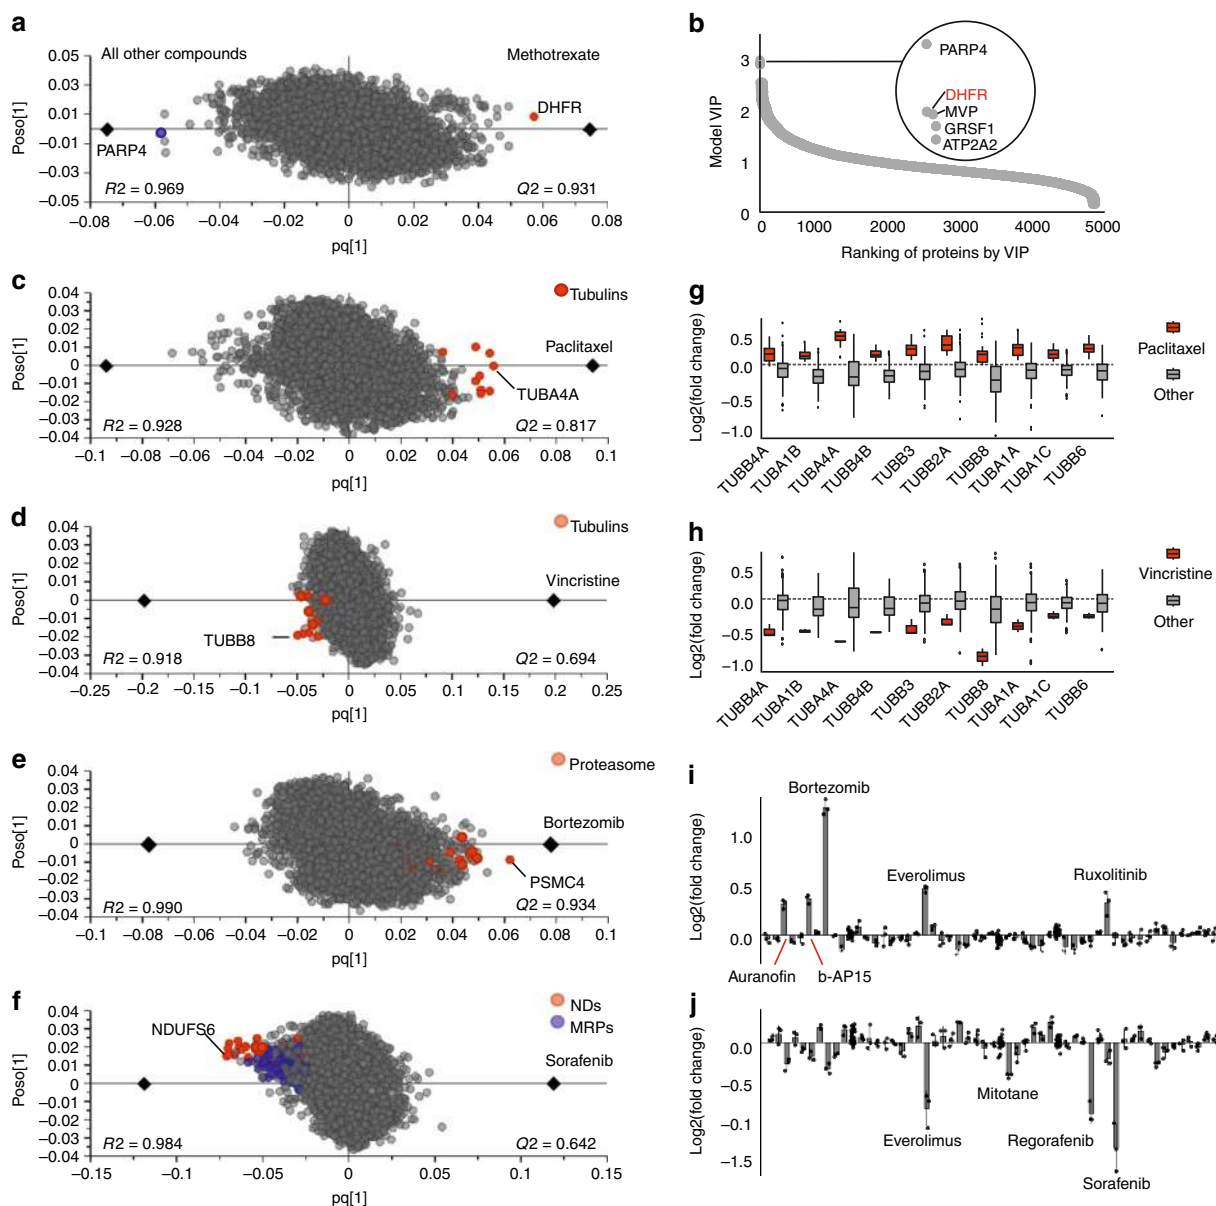 a
All other compounds
Methotrexate
0.05
0.03
0.01
−0.01
−0.03
−0.05
Poso[1]
PARP4
DHFR
R2 = 0.969
Q2 = 0.931
−0.08 −0.06 −0.04 −0.02 0 0.02 0.04 0.06 0.08
pq[1]
b
3
2
1
0
Model VIP
PARP4
DHFR
MVP
GRSF1
ATP2A2
0 1000 2000 3000 4000 5000
Ranking of proteins by VIP
c
0.04
0.03
0.02
0.01
0
−0.01
−0.02
−0.03
−0.04
Poso[1]
Tubulins
Paclitaxel
TUBA4A
R2 = 0.928
Q2 = 0.817
−0.1 −0.08 −0.06 −0.04 −0.02 0 0.02 0.04 0.06 0.08 0.1
pq[1]
d
0.04
0.03
0.02
0.01
0
−0.01
−0.02
−0.03
−0.04
Poso[1]
Tubulins
Vincristine
TUBB8
R2 = 0.918
Q2 = 0.694
−0.25 −0.2 −0.15 −0.1 −0.05 0 0.05 0.1 0.15 0.2 0.25
pq[1]
e
0.04
0.03
0.02
0.01
0
−0.01
−0.02
−0.03
−0.04
Poso[1]
Proteasome
Bortezomib
PSMC4
R2 = 0.990
Q2 = 0.934
−0.1 −0.08 −0.06 −0.04 −0.02 0 0.02 0.04 0.06 0.08 0.1
pq[1]
f
0.04
0.03
0.02
0.01
0
−0.01
−0.02
−0.03
−0.04
Poso[1]
NDs
MRPs
NDUFS6
Sorafenib
R2 = 0.984
Q2 = 0.642
−0.15 −0.1 −0.05 0 0.05 0.1 0.15
pq[1]
g
0.5
0.0
−0.5
−1.0
Log2(fold change)
Paclitaxel
Other
TUBB4A TUBA1B TUBA4A TUBB4B TUBB3 TUBB2A TUBB8 TUBA1A TUBA1C TUBB6
h
0.5
0.0
−0.5
−1.0
Log2(fold change)
Vincristine
Other
TUBB4A TUBA1B TUBA4A TUBB4B TUBB3 TUBB2A TUBB8 TUBA1A TUBA1C TUBB6
i
Bortezomib
1.0
0.5
0.0
Log2(fold change)
Everolimus
Ruxolitinib
Auranofin
b-AP15
j
0.0
−0.5
−0.1
−1.5
Log2(fold change)
Mitotane
Everolimus
Regorafenib
Sorafenib